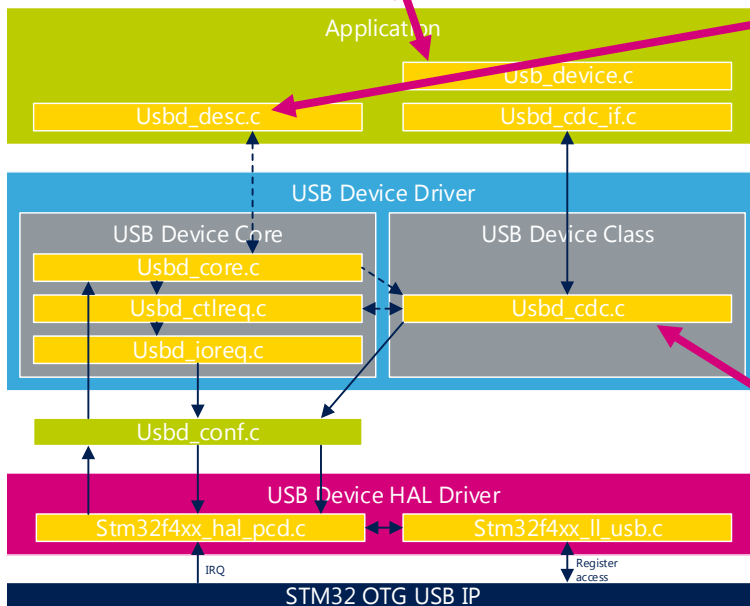 Application
Usb_device.c
Usbd_desc.c
Usbd_cdc_if.c
USB Device Driver
USB Device Core
USB Device Class
Usbd_core.c
Usbd_ctlreq.c
Usbd_cdc.c
Usbd_ioreq.c
Usbd_conf.c
USB Device HAL Driver
Stm32f4xx_hal_pcd.c
Stm32f4xx_ll_usb.c
IRQ
Register
access
STM32 OTG USB IP